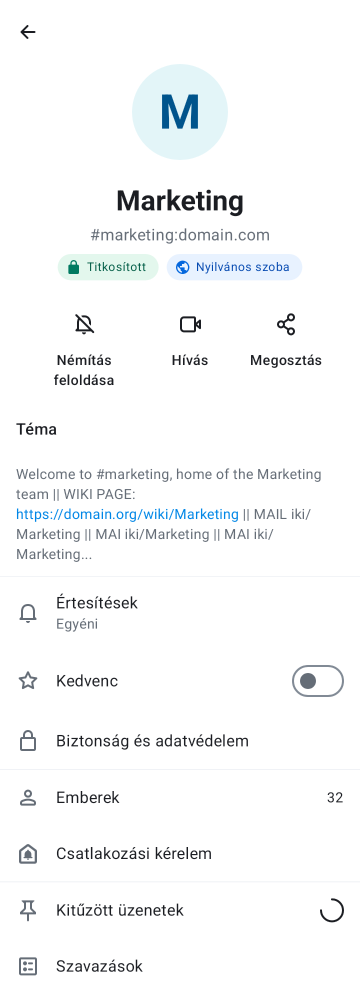 M
Marketing
#marketing:domain.com
Titkosított
Nyilvános szoba
Némítás
feloldása
Hívás
Megosztás
Téma
Welcome to #marketing, home of the Marketing
team || WIKI PAGE:
https://domain.org/wiki/Marketing || MAIL iki/
Marketing || MAI iki/Marketing || MAI iki/
Marketing...
Értesítések
Egyéni
Kedvenc
Biztonság és adatvédelem
Emberek 32
Csatlakozási kérelem
Kitűzött üzenetek
Szavazások